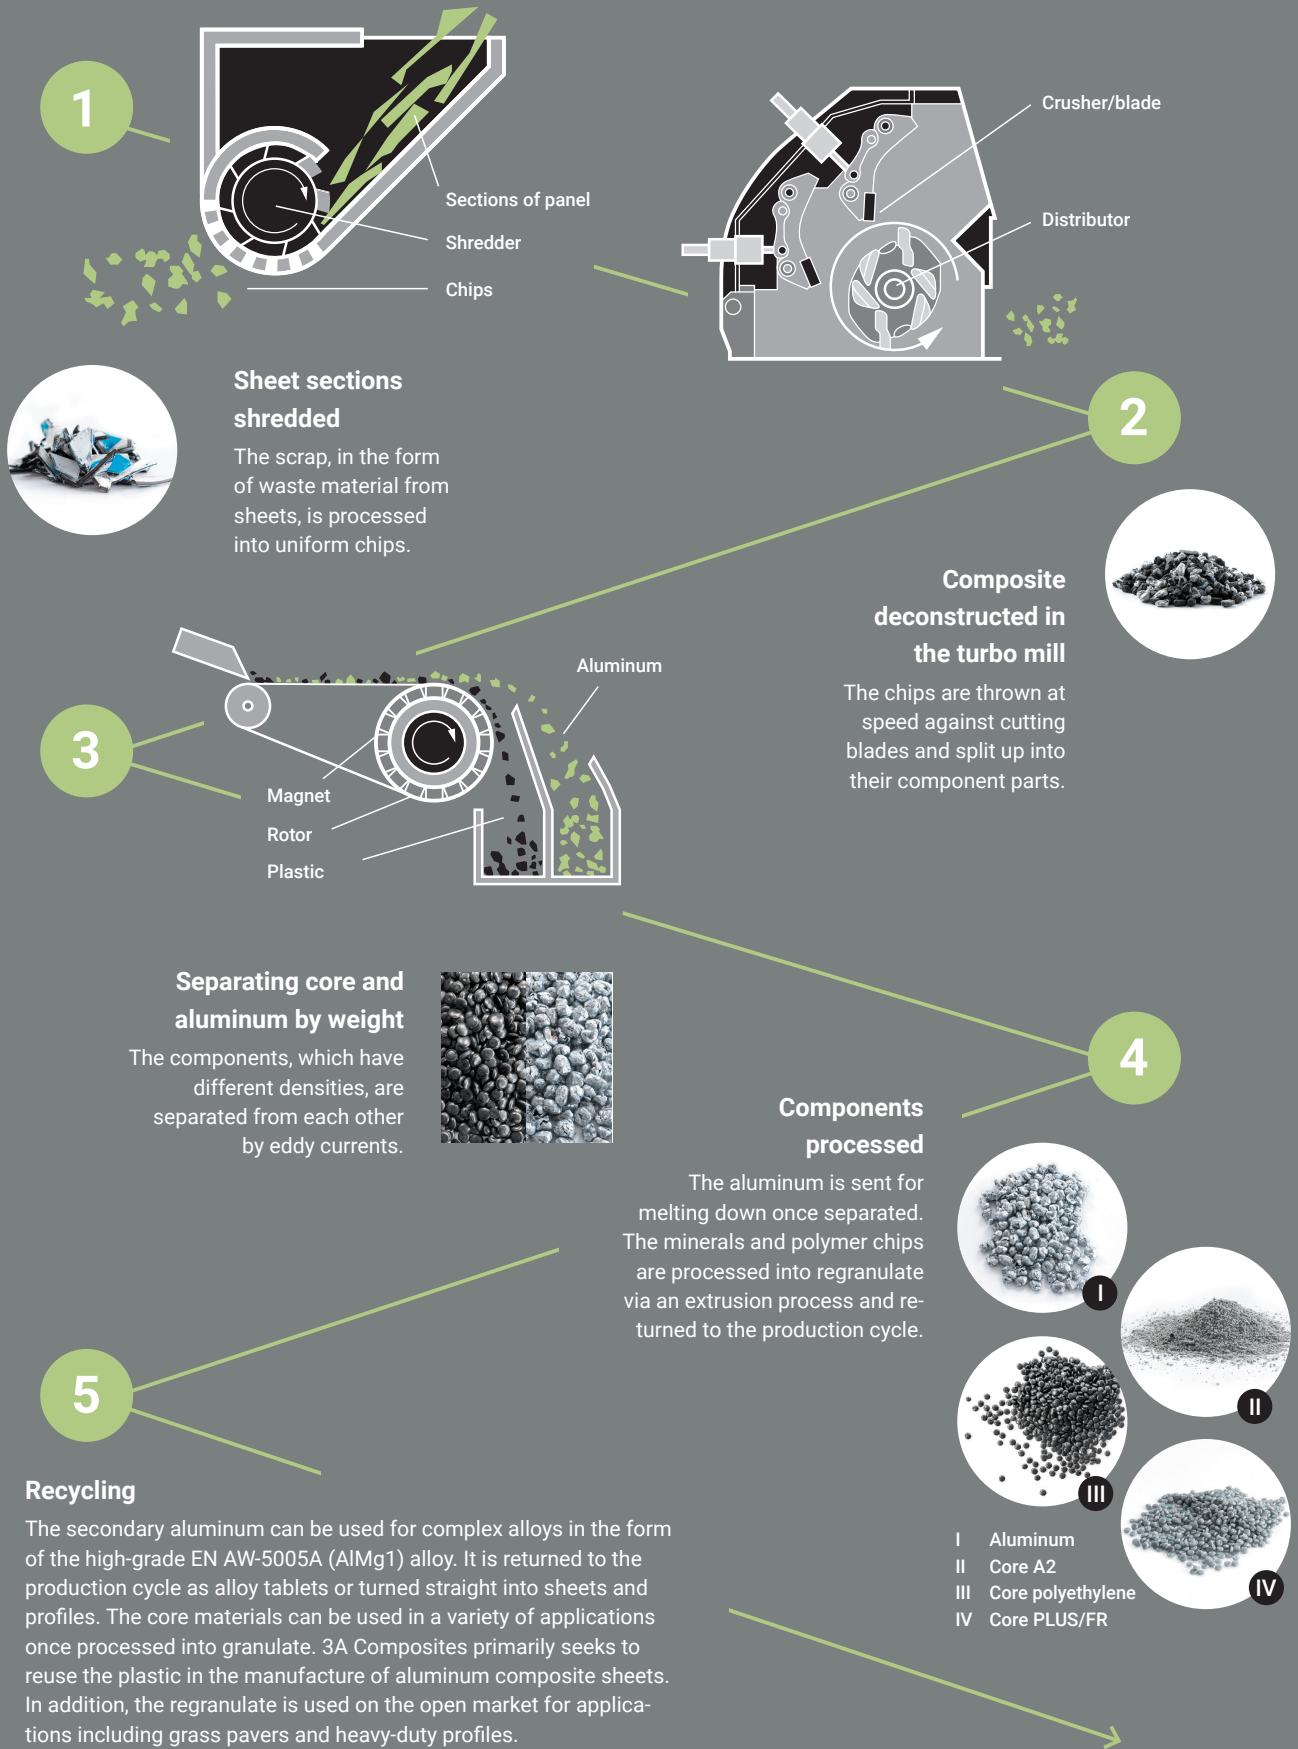 1
Sections of panel
Shredder
Chips
Crusher/blade
Distributor
Sheet sections
shredded
The scrap, in the form
of waste material from
sheets, is processed
into uniform chips.
2
Composite
deconstructed in
the turbo mill
The chips are thrown at
speed against cutting
blades and split up into
their component parts.
3
Aluminum
Magnet
Rotor
Plastic
Separating core and
aluminum by weight
The components, which have
different densities, are
separated from each other
by eddy currents.
4
Components
processed
The aluminum is sent for
melting down once separated.
The minerals and polymer chips
are processed into regranulate
via an extrusion process and re-
turned to the production cycle.
I
II
III
IV
I Aluminum
II Core A2
III Core polyethylene
IV Core PLUS/FR
5
Recycling
The secondary aluminum can be used for complex alloys in the form
of the high-grade EN AW-5005A (AlMg1) alloy. It is returned to the
production cycle as alloy tablets or turned straight into sheets and
profiles. The core materials can be used in a variety of applications
once processed into granulate. 3A Composites primarily seeks to
reuse the plastic in the manufacture of aluminum composite sheets.
In addition, the regranulate is used on the open market for applica-
tions including grass pavers and heavy-duty profiles.